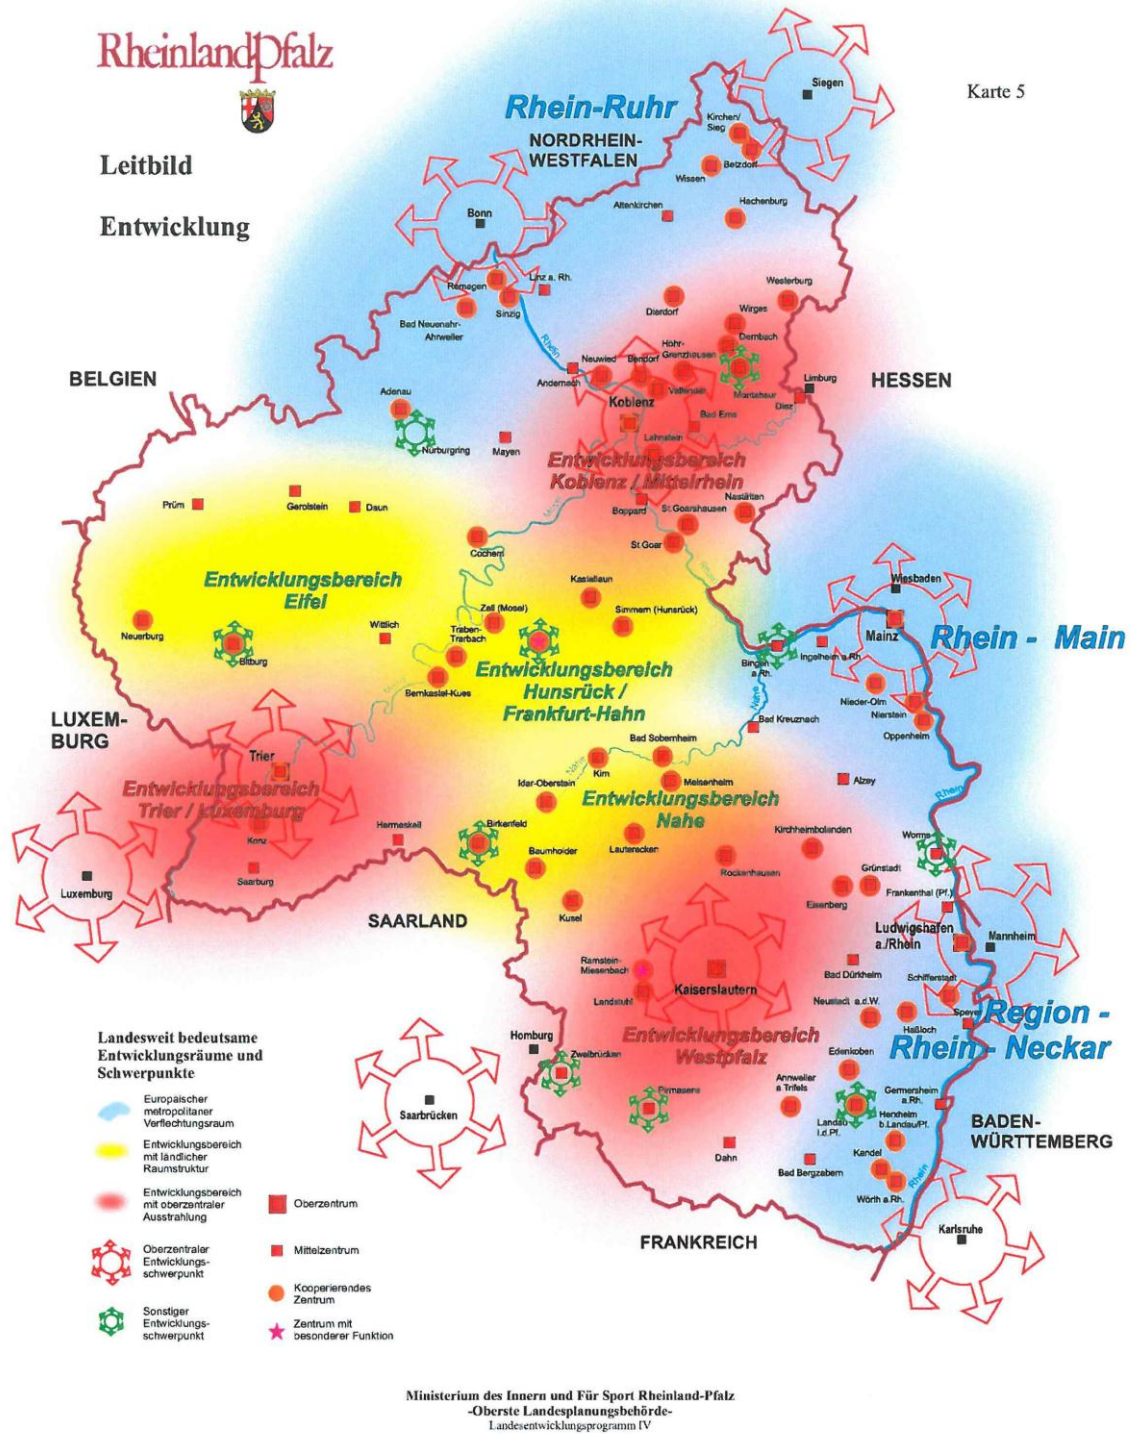 RheinlandPfalz
Karte 5
Leitbild
Entwicklung
Rhein-Ruhr
NORDRHEIN-
WESTFALEN
Siegen
Kirchen/
Sieg
Betzdorf
Wissen
Altenkirchen
Hachenburg
Bonn
Remagen
Linz a. Rh.
Sinzig
Bad Neuenahr-
Ahrweiler
Rhein
Dierdorf
Westerburg
Wirges
Dernbach
Höhr-
Grenzhausen
Neuwied
Bendorf
Andernach
Vallendar
Montabaur
Limburg
Diez
HESSEN
BELGIEN
Adenau
Nürburgring
Mayen
Koblenz
Bad Ems
Lahnstein
Entwicklungsbereich
Koblenz / Mittelrhein
Boppard
St.Goarshausen
Nastätten
St.Goar
Mosel
Rhein
Prüm
Gerolstein
Daun
Cochem
Entwicklungsbereich
Eifel
Neuerburg
Bitburg
Wittlich
Zell (Mosel)
Traben-
Trarbach
Bernkastel-Kues
Kastellaun
Simmern (Hunsrück)
Entwicklungsbereich
Hunsrück /
Frankfurt-Hahn
Wiesbaden
Mainz
Rhein - Main
Bingen
a.Rh.
Ingelheim a.Rh.
Nieder-Olm
Nierstein
Oppenheim
Nahe
Bad Kreuznach
LUXEM-
BURG
Trier
Entwicklungsbereich
Trier / Luxemburg
Konz
Saarburg
Luxemburg
Hermeskeil
Bad Sobernheim
Kirn
Nahe
Meisenheim
Idar-Oberstein
Entwicklungsbereich
Nahe
Alzey
Rhein
Birkenfeld
Baumholder
Lauterecken
Kusel
Kirchheimbolanden
Rockenhausen
Worms
Grünstadt
Eisenberg
Frankenthal (Pf.)
SAARLAND
Ludwigshafen
a./Rhein
Mannheim
Ramstein-
Miesenbach
Landstuhl
Kaiserslautern
Bad Dürkheim
Schifferstadt
Neustadt a.d.W.
Haßloch
Speyer
Region -
Rhein - Neckar
Entwicklungsbereich
Westpfalz
Homburg
Zweibrücken
Pirmasens
Edenkoben
Annweiler
a Trifels
Landau
i.d.Pf.
Germersheim
a.Rh.
Herxheim
b.Landau/Pf.
BADEN-
WÜRTTEMBERG
Saarbrücken
Dahn
Bad Bergzabern
Kandel
Wörth a.Rh.
Rhein
Karlsruhe
FRANKREICH
Landesweit bedeutsame
Entwicklungsräume und
Schwerpunkte
Europäischer
metropolitaner
Verflechtungsraum
Entwicklungsbereich
mit ländlicher
Raumstruktur
Entwicklungsbereich
mit oberzentraler
Ausstrahlung
Oberzentraler
Entwicklungs-
schwerpunkt
Sonstiger
Entwicklungs-
schwerpunkt
Oberzentrum
Mittelzentrum
Kooperierendes
Zentrum
Zentrum mit
besonderer Funktion
Ministerium des Innern und Für Sport Rheinland-Pfalz
-Oberste Landesplanungsbehörde-
Landesentwicklungsprogramm IV